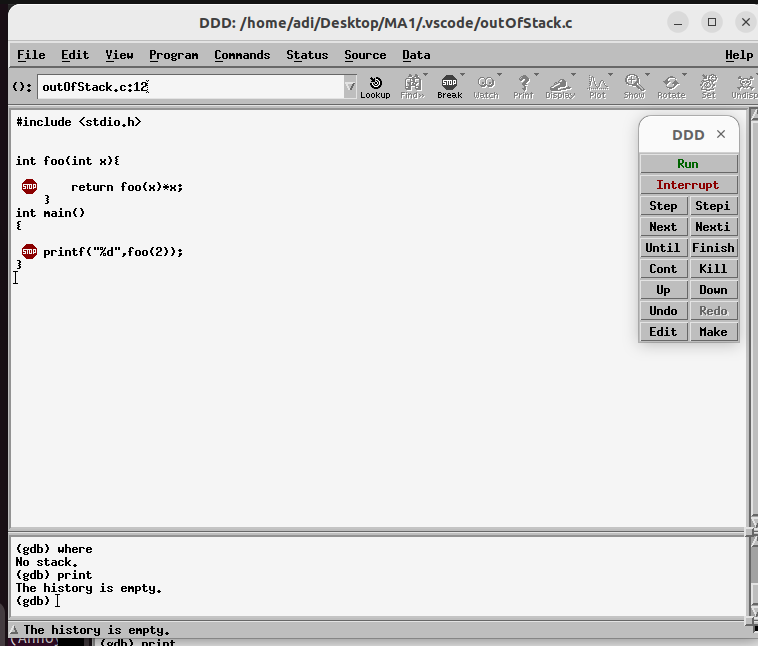 DDD: /home/adi/Desktop/MA1/.vscode/outOfStack.c
File Edit View Program Commands Status Source Data Help
(): outOfStack.c:12
Lookup Find» Break Watch Print Display Plot Show Rotate Set Undisp
#include <stdio.h>
int foo(int x){
STOP return foo(x)*x;
}
int main()
{
STOP printf("%d",foo(2));
}
DDD
Run
Interrupt
Step Stepi
Next Nexti
Until Finish
Cont Kill
Up Down
Undo Redo
Edit Make
(gdb) where
No stack.
(gdb) print
The history is empty.
(gdb)
The history is empty.
(gdb) print